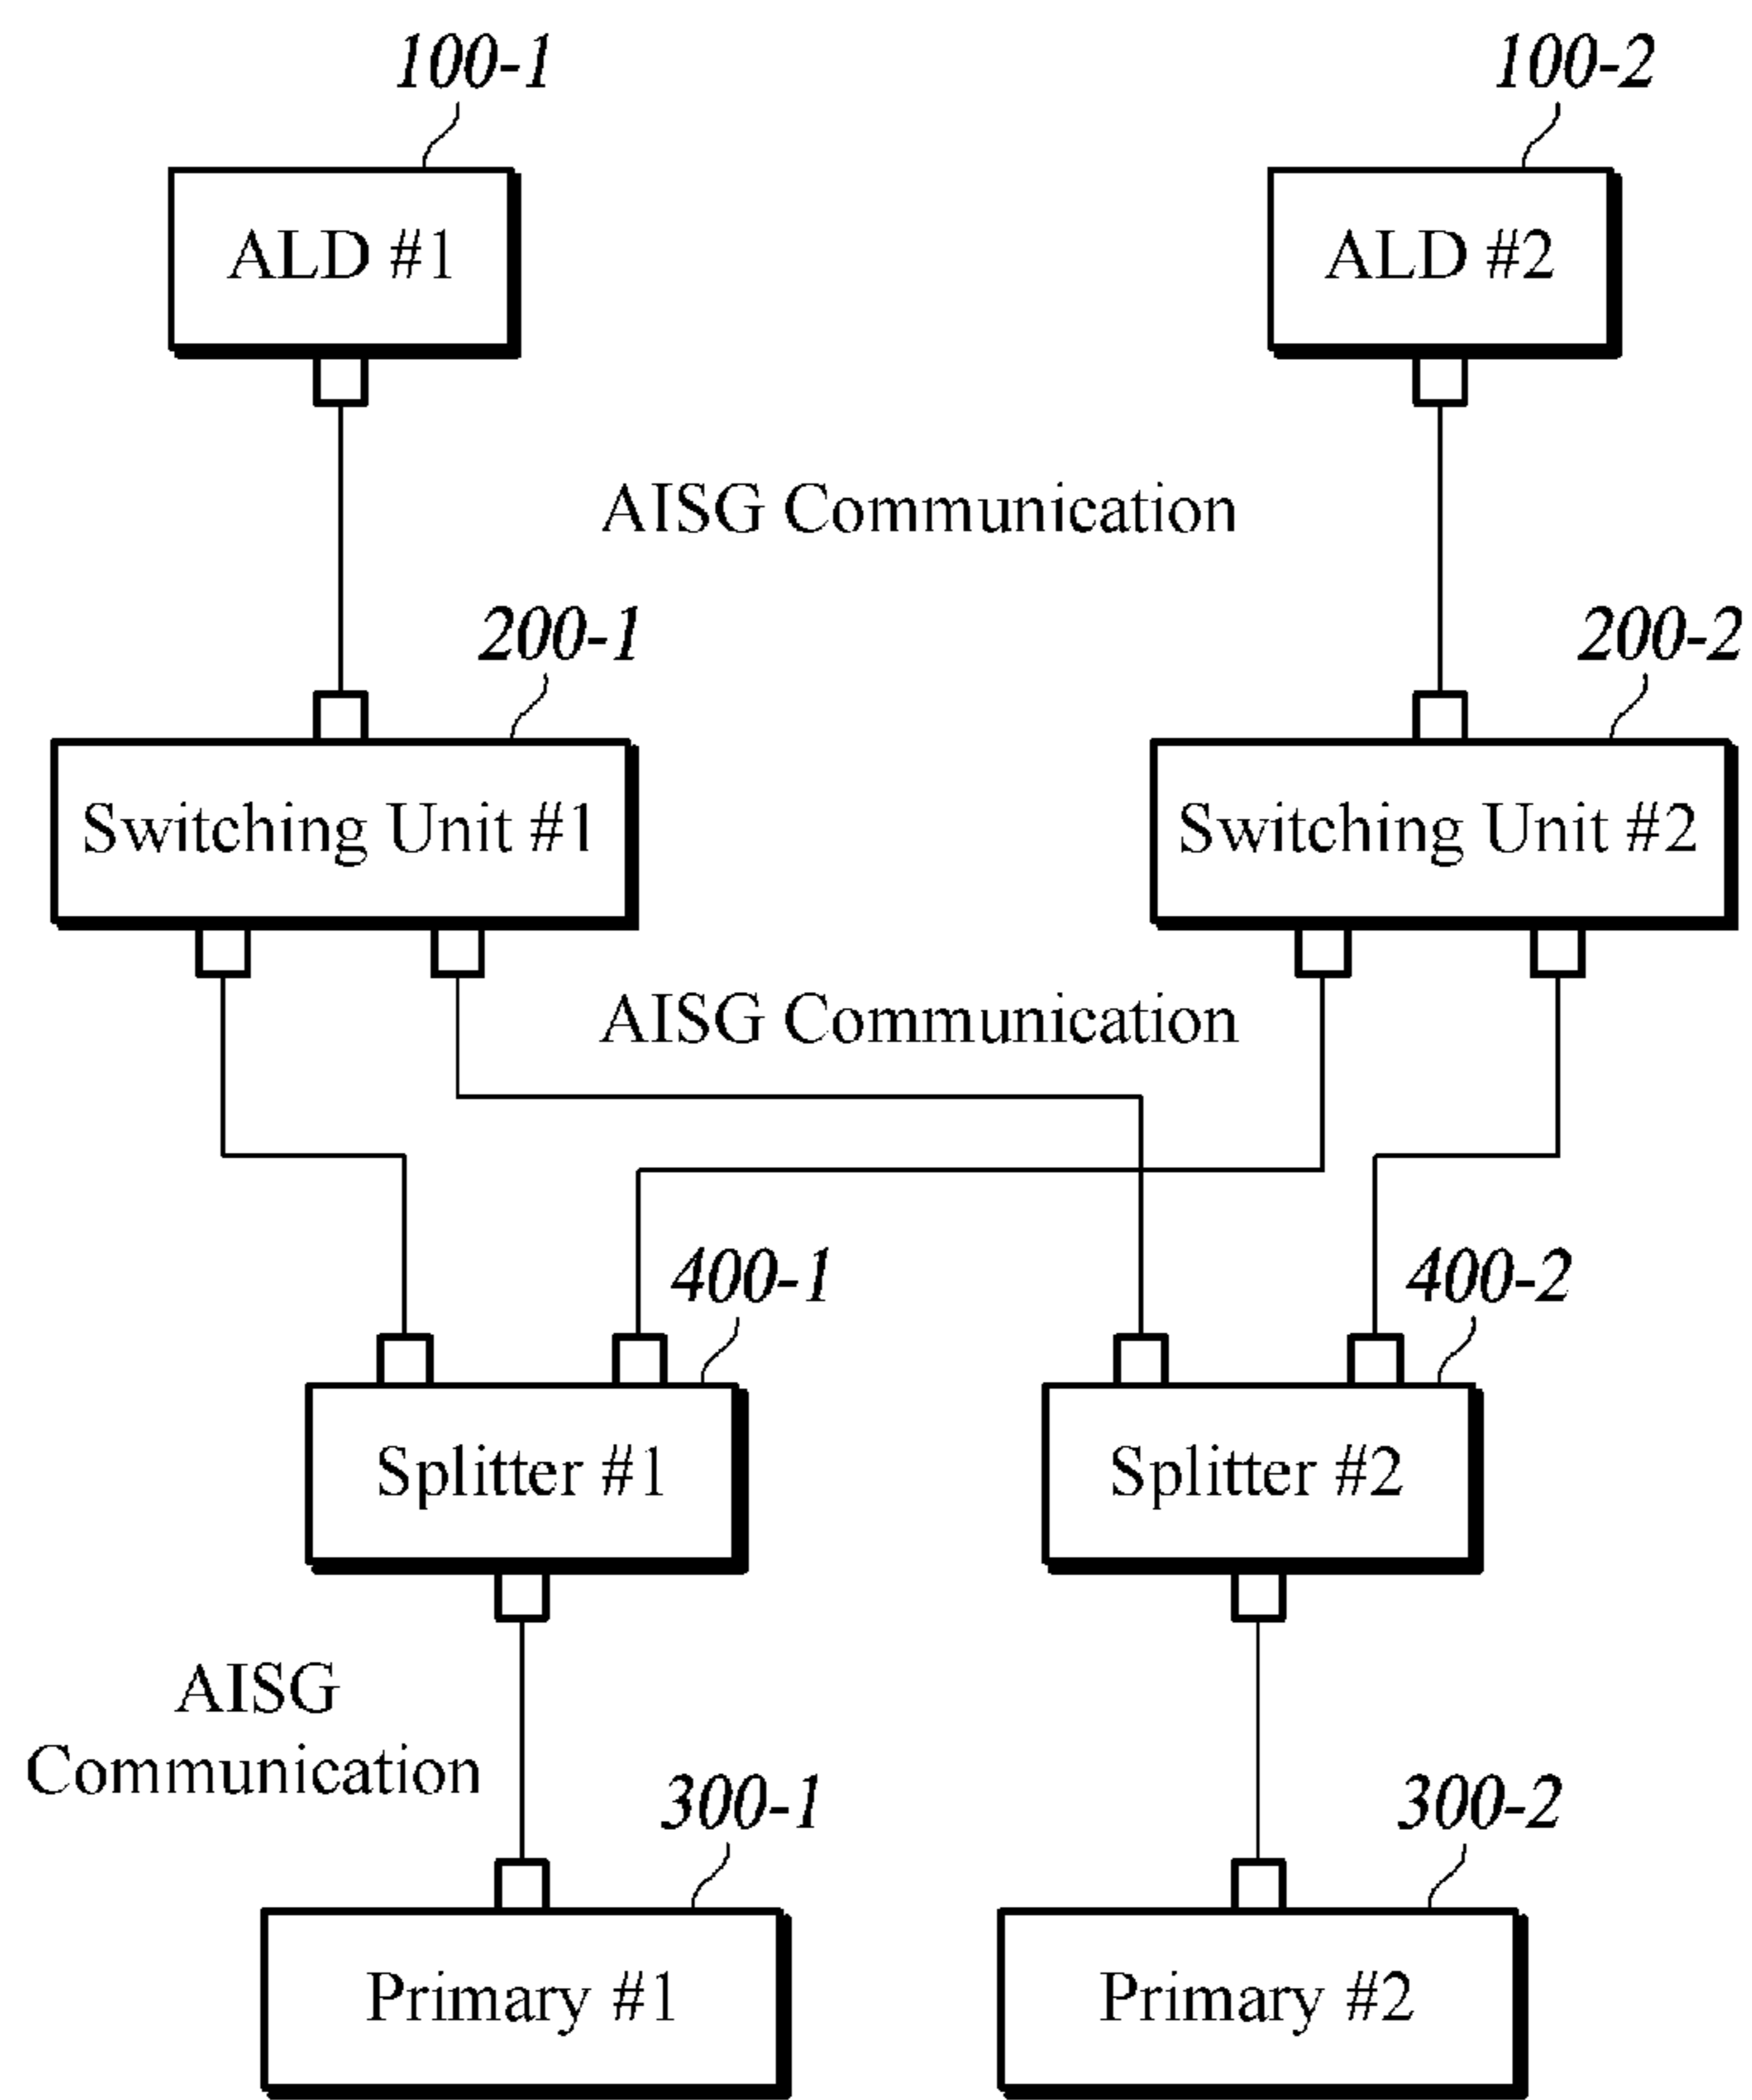 100-1
100-2
ALD #1
ALD #2
AISG Communication
200-1
200-2
Switching Unit #1
Switching Unit #2
AISG Communication
400-1
400-2
Splitter #1
Splitter #2
AISG
Communication
300-1
300-2
Primary #1
Primary #2